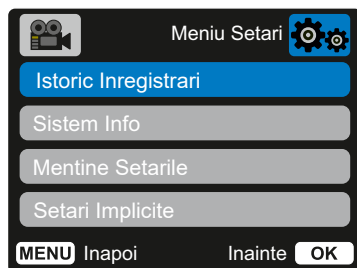 Meniu Setari
Istoric Inregistrari
Sistem Info
Mentine Setarile
Setari Implicite
MENU Inapoi Inainte OK